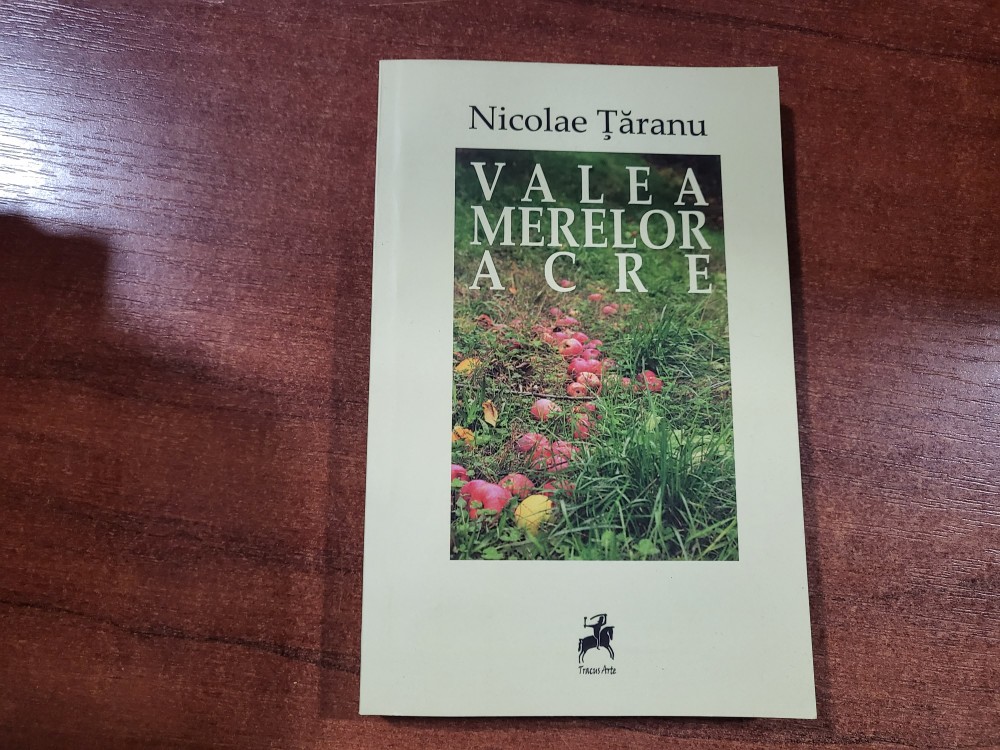 Nicolae Ţăranu
VALEA
MERELOR
ACRE
Tracus Arte